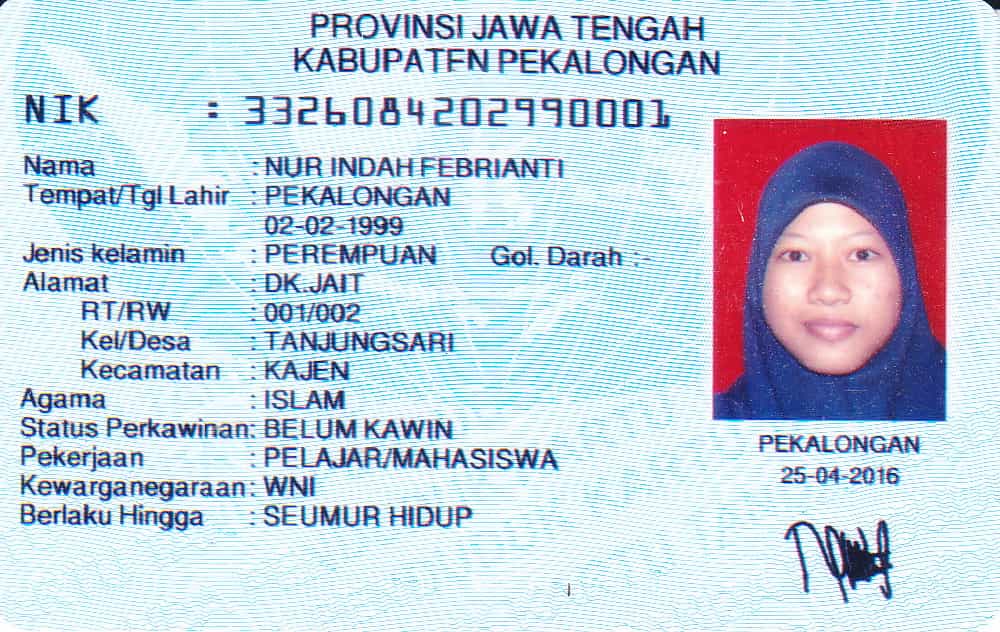 PROVINSI JAWA TENGAH
KABUPATEN PEKALONGAN
NIK : 3326084202990001
Nama : NUR INDAH FEBRIANTI
Tempat/Tgl Lahir : PEKALONGAN
02-02-1999
Jenis kelamin : PEREMPUAN Gol. Darah :-
Alamat : DK.JAIT
RT/RW : 001/002
Kel/Desa : TANJUNGSARI
Kecamatan : KAJEN
Agama : ISLAM
Status Perkawinan: BELUM KAWIN
Pekerjaan : PELAJAR/MAHASISWA
Kewarganegaraan: WNI
Berlaku Hingga : SEUMUR HIDUP
PEKALONGAN
25-04-2016